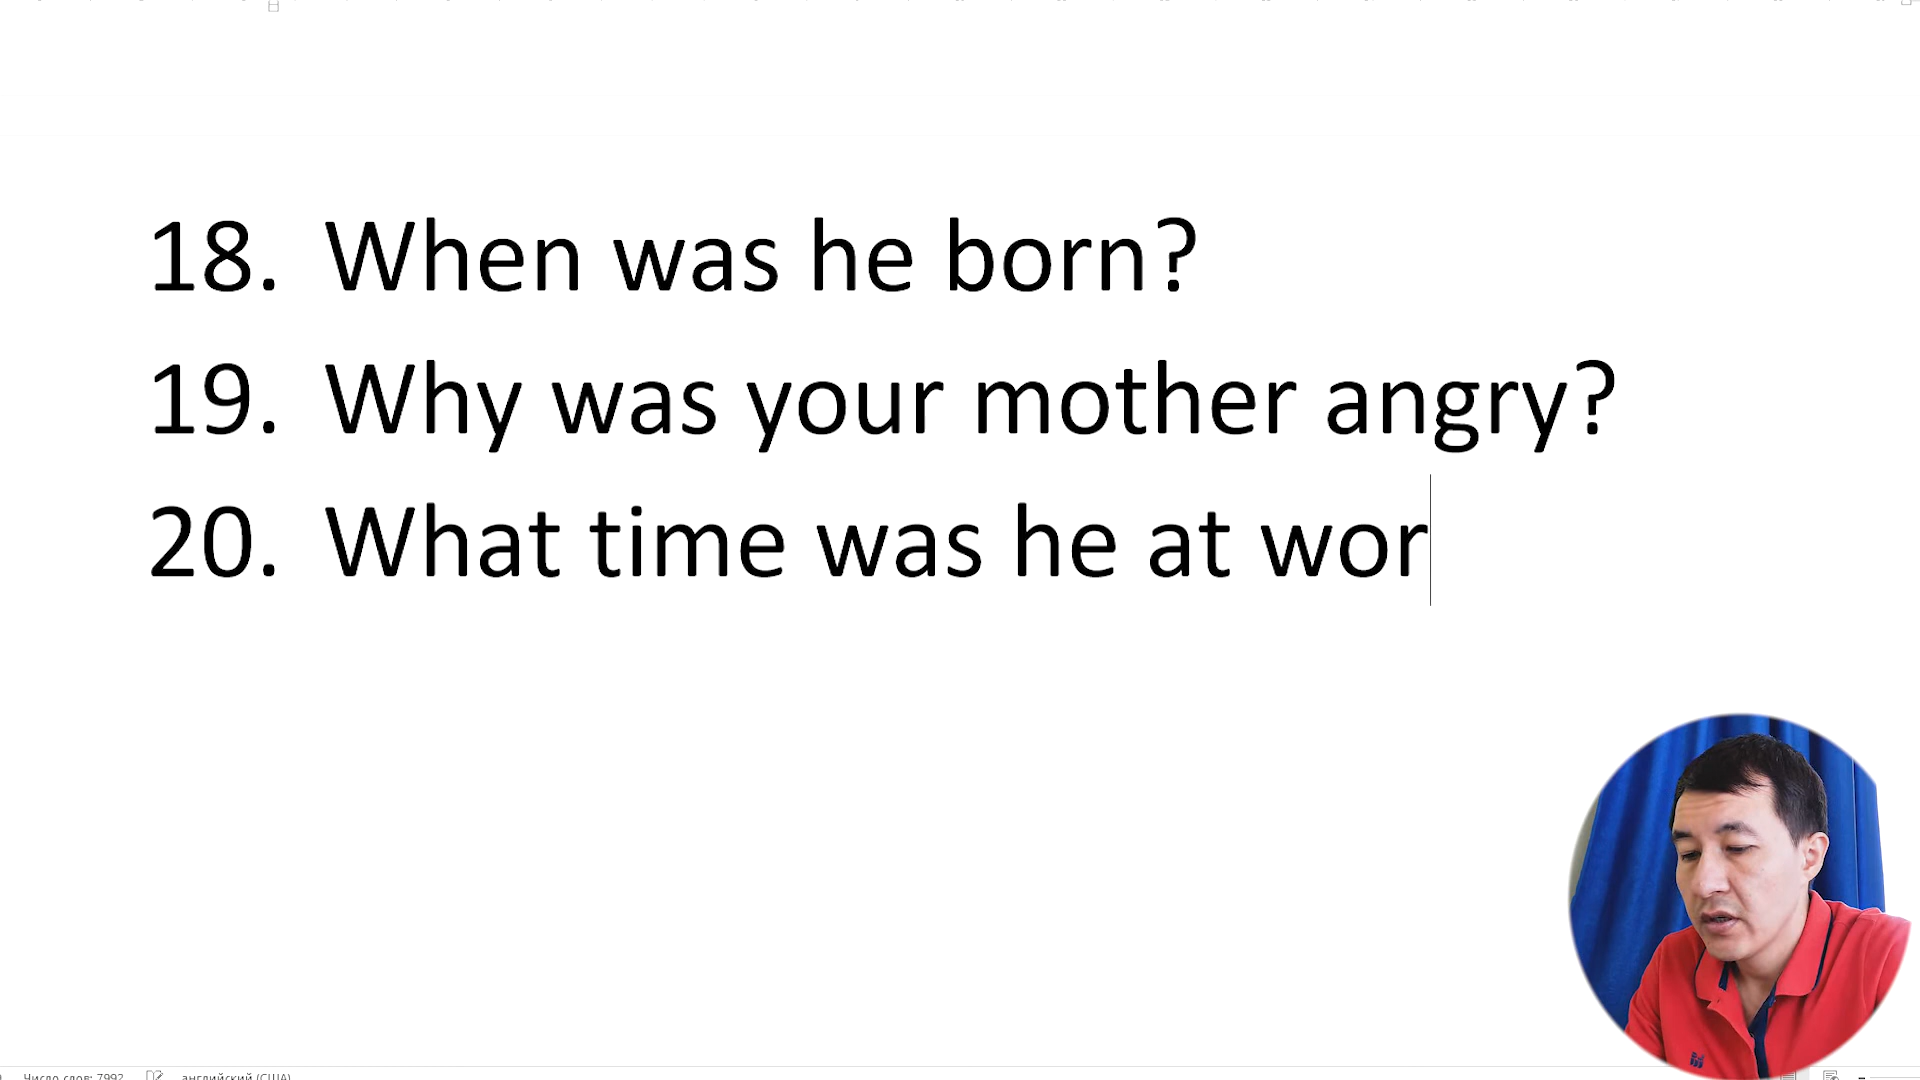 18. When was he born?
19. Why was your mother angry?
20. What time was he at wor
Число слов: 7992 английский (США)